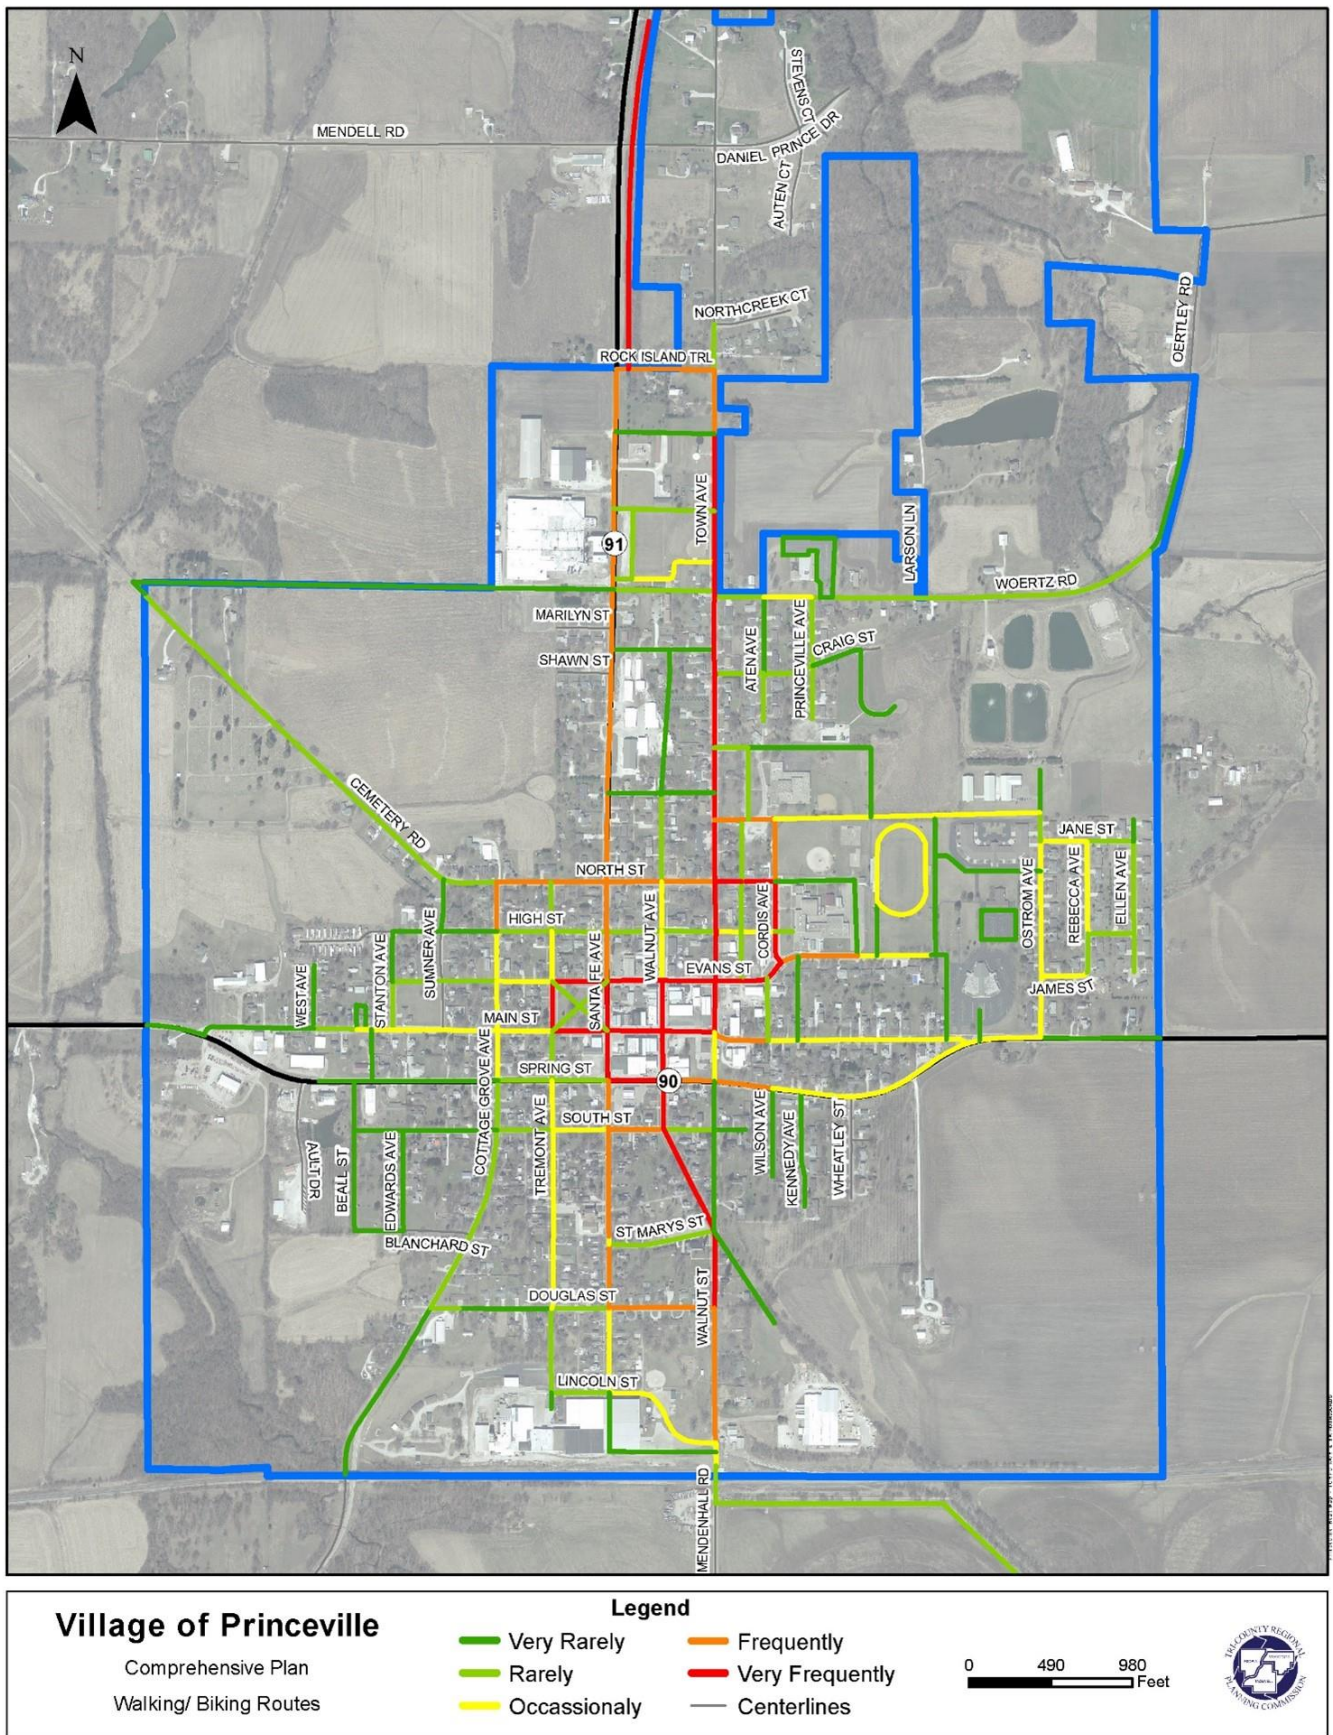 N
MENDELL RD
STEVENS CT
DANIEL PRINCE DR
AUTEN CT
NORTHCREEK CT
OERTLEY RD
ROCK ISLAND TRL
TOWN AVE
91
LARSON LN
WOERTZ RD
MARILYN ST
SHAWN ST
ATEN AVE
PRINCEVILLE AVE
CRAIG ST
CEMETERY RD
JANE ST
NORTH ST
HIGH ST
SUMNER AVE
STANTON AVE
WEST AVE
SANTA FE AVE
WALNUT AVE
CORDIS AVE
OSTROM AVE
REBECCA AVE
ELLEN AVE
EVANS ST
JAMES ST
MAIN ST
COTTAGE GROVE AVE
SPRING ST
90
TREMONT AVE
SOUTH ST
WILSON AVE
KENNEDY AVE
WHEATLEY ST
AULT DR
BEALL ST
EDWARDS AVE
BLANCHARD ST
ST MARYS ST
WALNUT ST
DOUGLAS ST
LINCOLN ST
MENDENHALL RD
Village of Princeville
Comprehensive Plan
Walking/ Biking Routes
Legend
Very Rarely
Rarely
Occassionaly
Frequently
Very Frequently
Centerlines
0 490 980
Feet
TRI-COUNTY REGIONAL
PLANNING COMMISSION